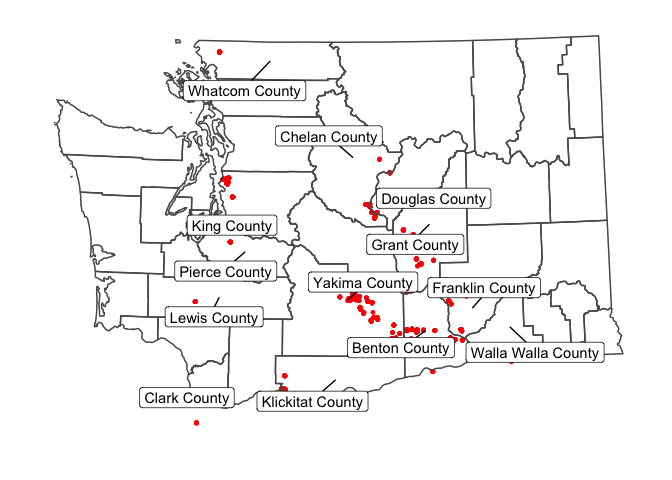 Whatcom County
Chelan County
Douglas County
King County
Grant County
Pierce County
Yakima County
Franklin County
Lewis County
Benton County
Walla Walla County
Clark County
Klickitat County